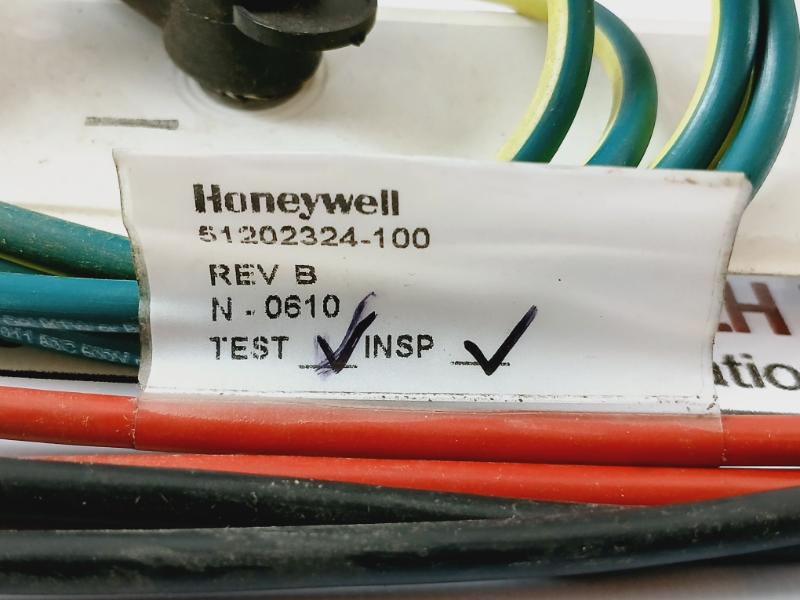 Honeywell
51202324-100
REV B
N - 0610
TEST ✓ INSP ✓